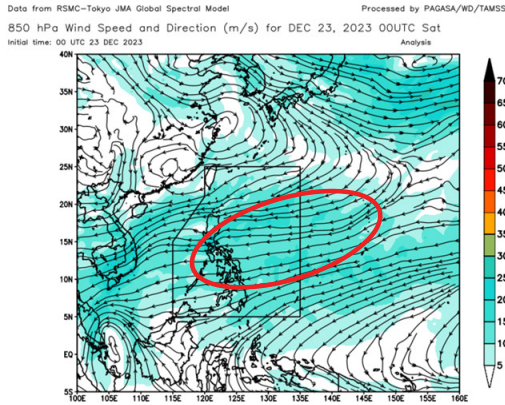 Data from RSMC-Tokyo JMA Global Spectral Model
Processed by PAGASA/WD/TAMSS
850 hPa Wind Speed and Direction (m/s) for DEC 23, 2023 00UTC Sat
Initial time: 00 UTC 23 DEC 2023
Analysis
40N
35N
30N
25N
20N
15N
10N
5N
EQ
5S
100E 105E 110E 115E 120E 125E 130E 135E 140E 145E 150E 155E 160E
70
65
60
55
50
45
40
35
30
25
20
15
10
5